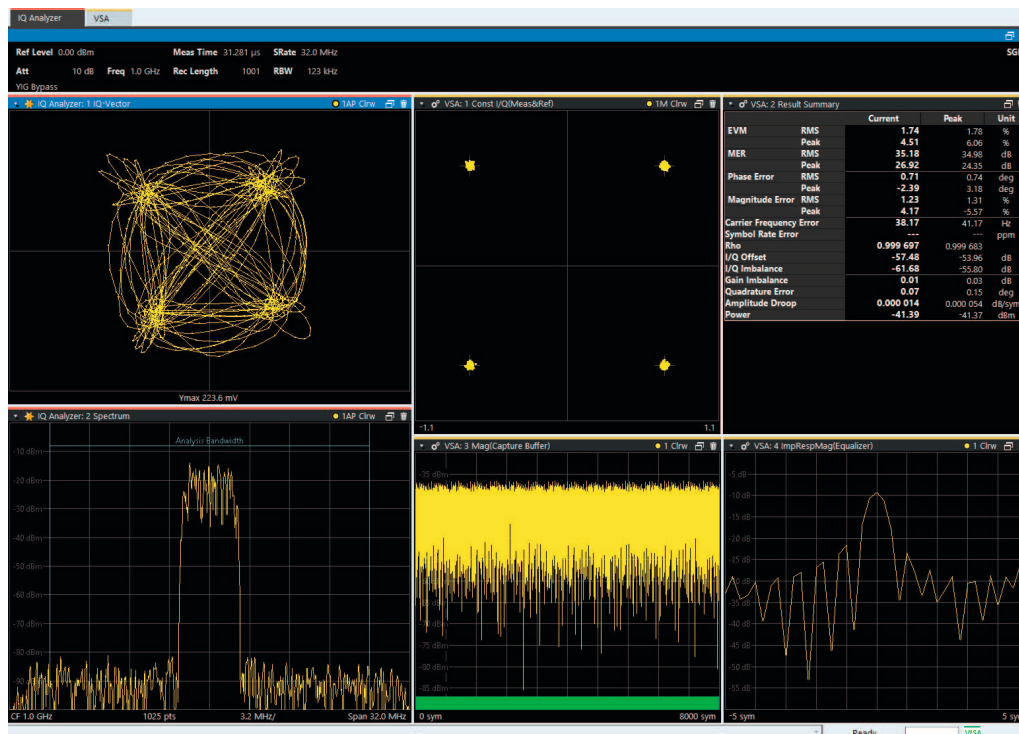 IQ Analyzer VSA
Ref Level 0.00 dBm Meas Time 31.281 µs SRate 32.0 MHz
Att 10 dB Freq 1.0 GHz Rec Length 1001 RBW 123 kHz
YIG Bypass
IQ Analyzer: 1 IQ-Vector 1AP Clrw
Ymax 223.6 mV
VSA: 1 Const I/Q(Meas&Ref) 1M Clrw
-1.1 1.1
VSA: 2 Result Summary
Current Peak Unit
EVM RMS 1.74 1.78 %
Peak 4.51 6.06 %
MER RMS 35.18 34.98 dB
Peak 26.92 24.35 dB
Phase Error RMS 0.71 0.74 deg
Peak -2.39 3.18 deg
Magnitude Error RMS 1.23 1.31 %
Peak 4.17 -5.57 %
Carrier Frequency Error 38.17 41.17 Hz
Symbol Rate Error --- --- ppm
Rho 0.999 697 0.999 683
I/Q Offset -57.48 -53.96 dB
I/Q Imbalance -61.68 -55.80 dB
Gain Imbalance 0.01 0.03 dB
Quadrature Error 0.07 0.15 deg
Amplitude Droop 0.000 014 0.000 054 dB/sym
Power -41.39 -41.37 dBm
IQ Analyzer: 2 Spectrum 1AP Clrw
Analysis Bandwidth
-10 dBm
-20 dBm
-30 dBm
-40 dBm
-50 dBm
-60 dBm
-70 dBm
-80 dBm
-90
CF 1.0 GHz 1025 pts 3.2 MHz/ Span 32.0 MHz
VSA: 3 Mag(Capture Buffer) 1 Clrw
-35 dBm
-75 dBm
-80 dBm
-85 dBm
0 sym 8000 sym
VSA: 4 ImpRespMag(Equalizer) 1 Clrw
-5 dB
-10 dB
-15 dB
-20 dB
-25 dB
-35 dB
-40 dB
-45 dB
-50 dB
-55 dB
-5 sym 5 sy
Ready